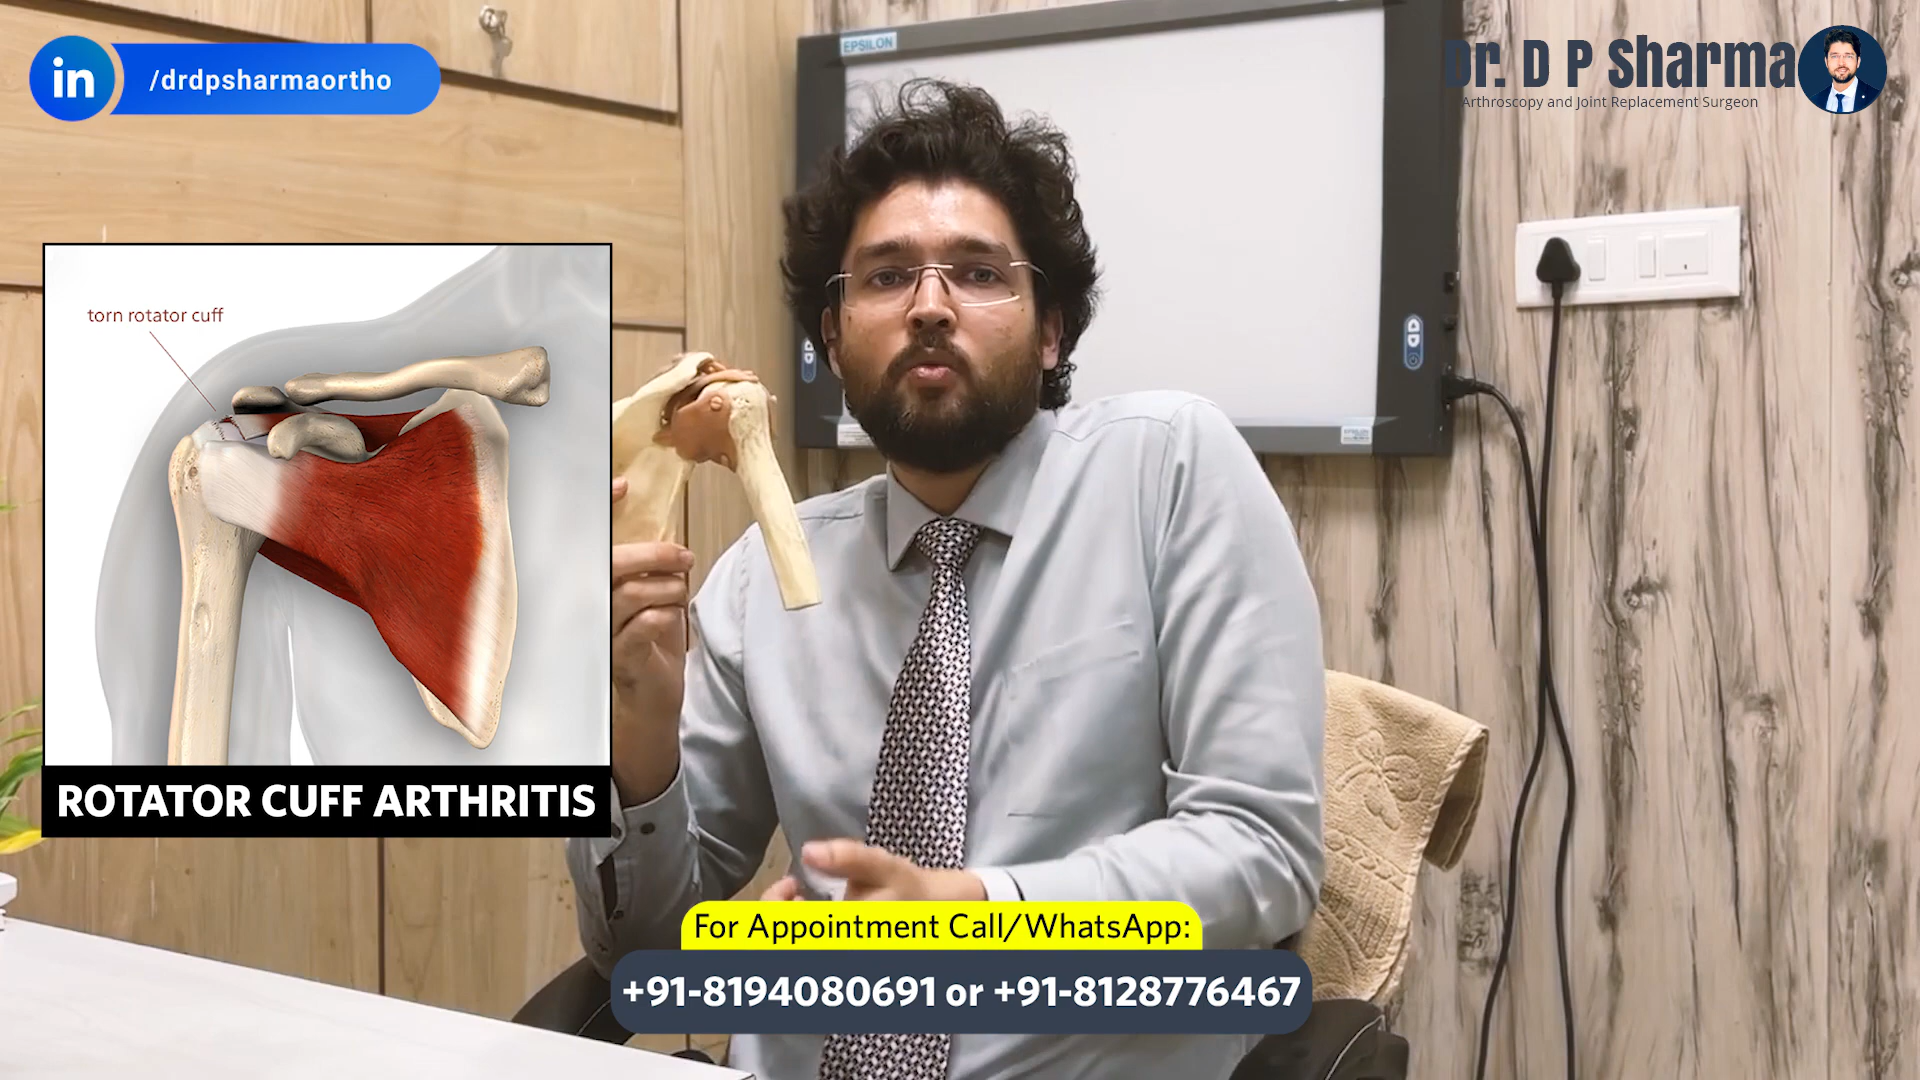 in /drdpsharmaortho
EPSILON
Dr. D P Sharma
Arthroscopy and Joint Replacement Surgeon
torn rotator cuff
ROTATOR CUFF ARTHRITIS
For Appointment Call/WhatsApp:
+91-8194080691 or +91-8128776467